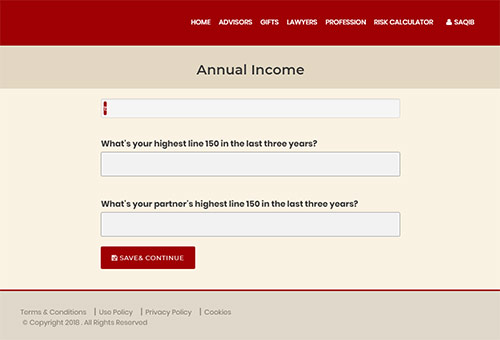 HOME ADVISORS GIFTS LAWYERS PROFESSION RISK CALCULATOR SAQIB
Annual Income
What's your highest line 150 in the last three years?
What's your partner's highest line 150 in the last three years?
SAVE& CONTINUE
Terms & Conditions | Use Policy | Privacy Policy | Cookies
© Copyright 2018 . All Rights Reserved